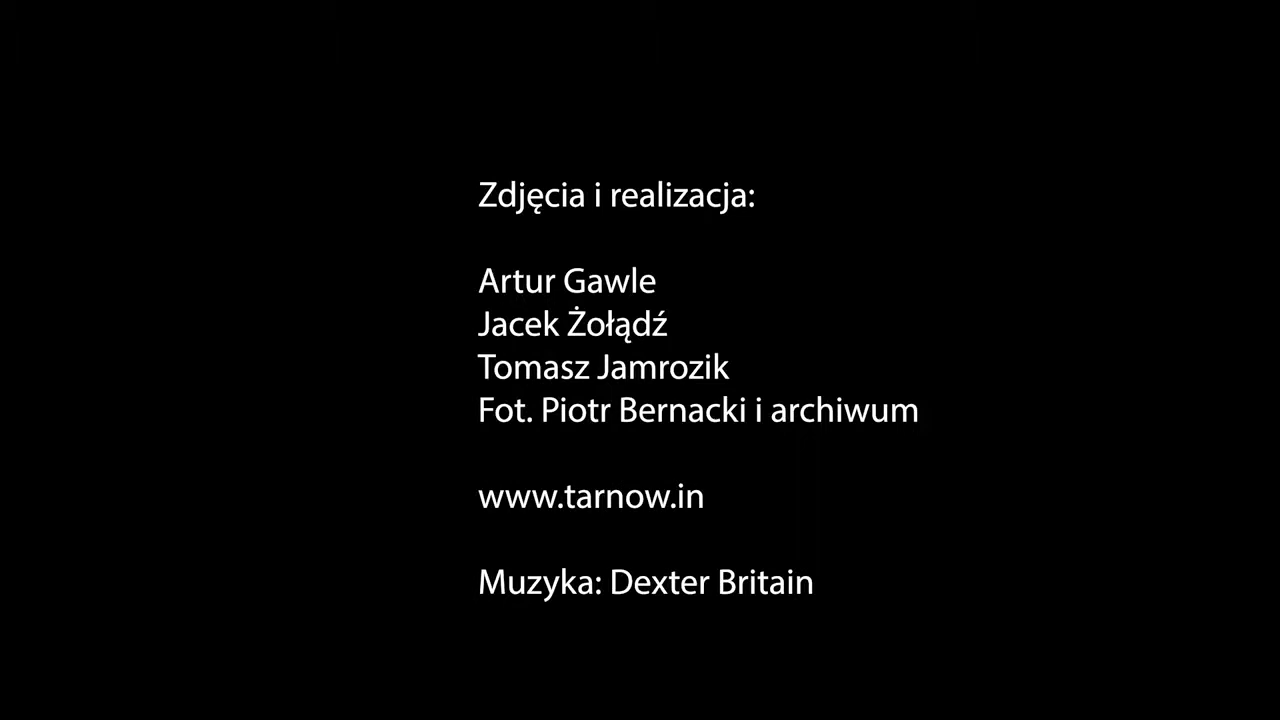 Zdjęcia i realizacja:
Artur Gawle
Jacek Żołądź
Tomasz Jamrozik
Fot. Piotr Bernacki i archiwum
www.tarnow.in
Muzyka: Dexter Britain